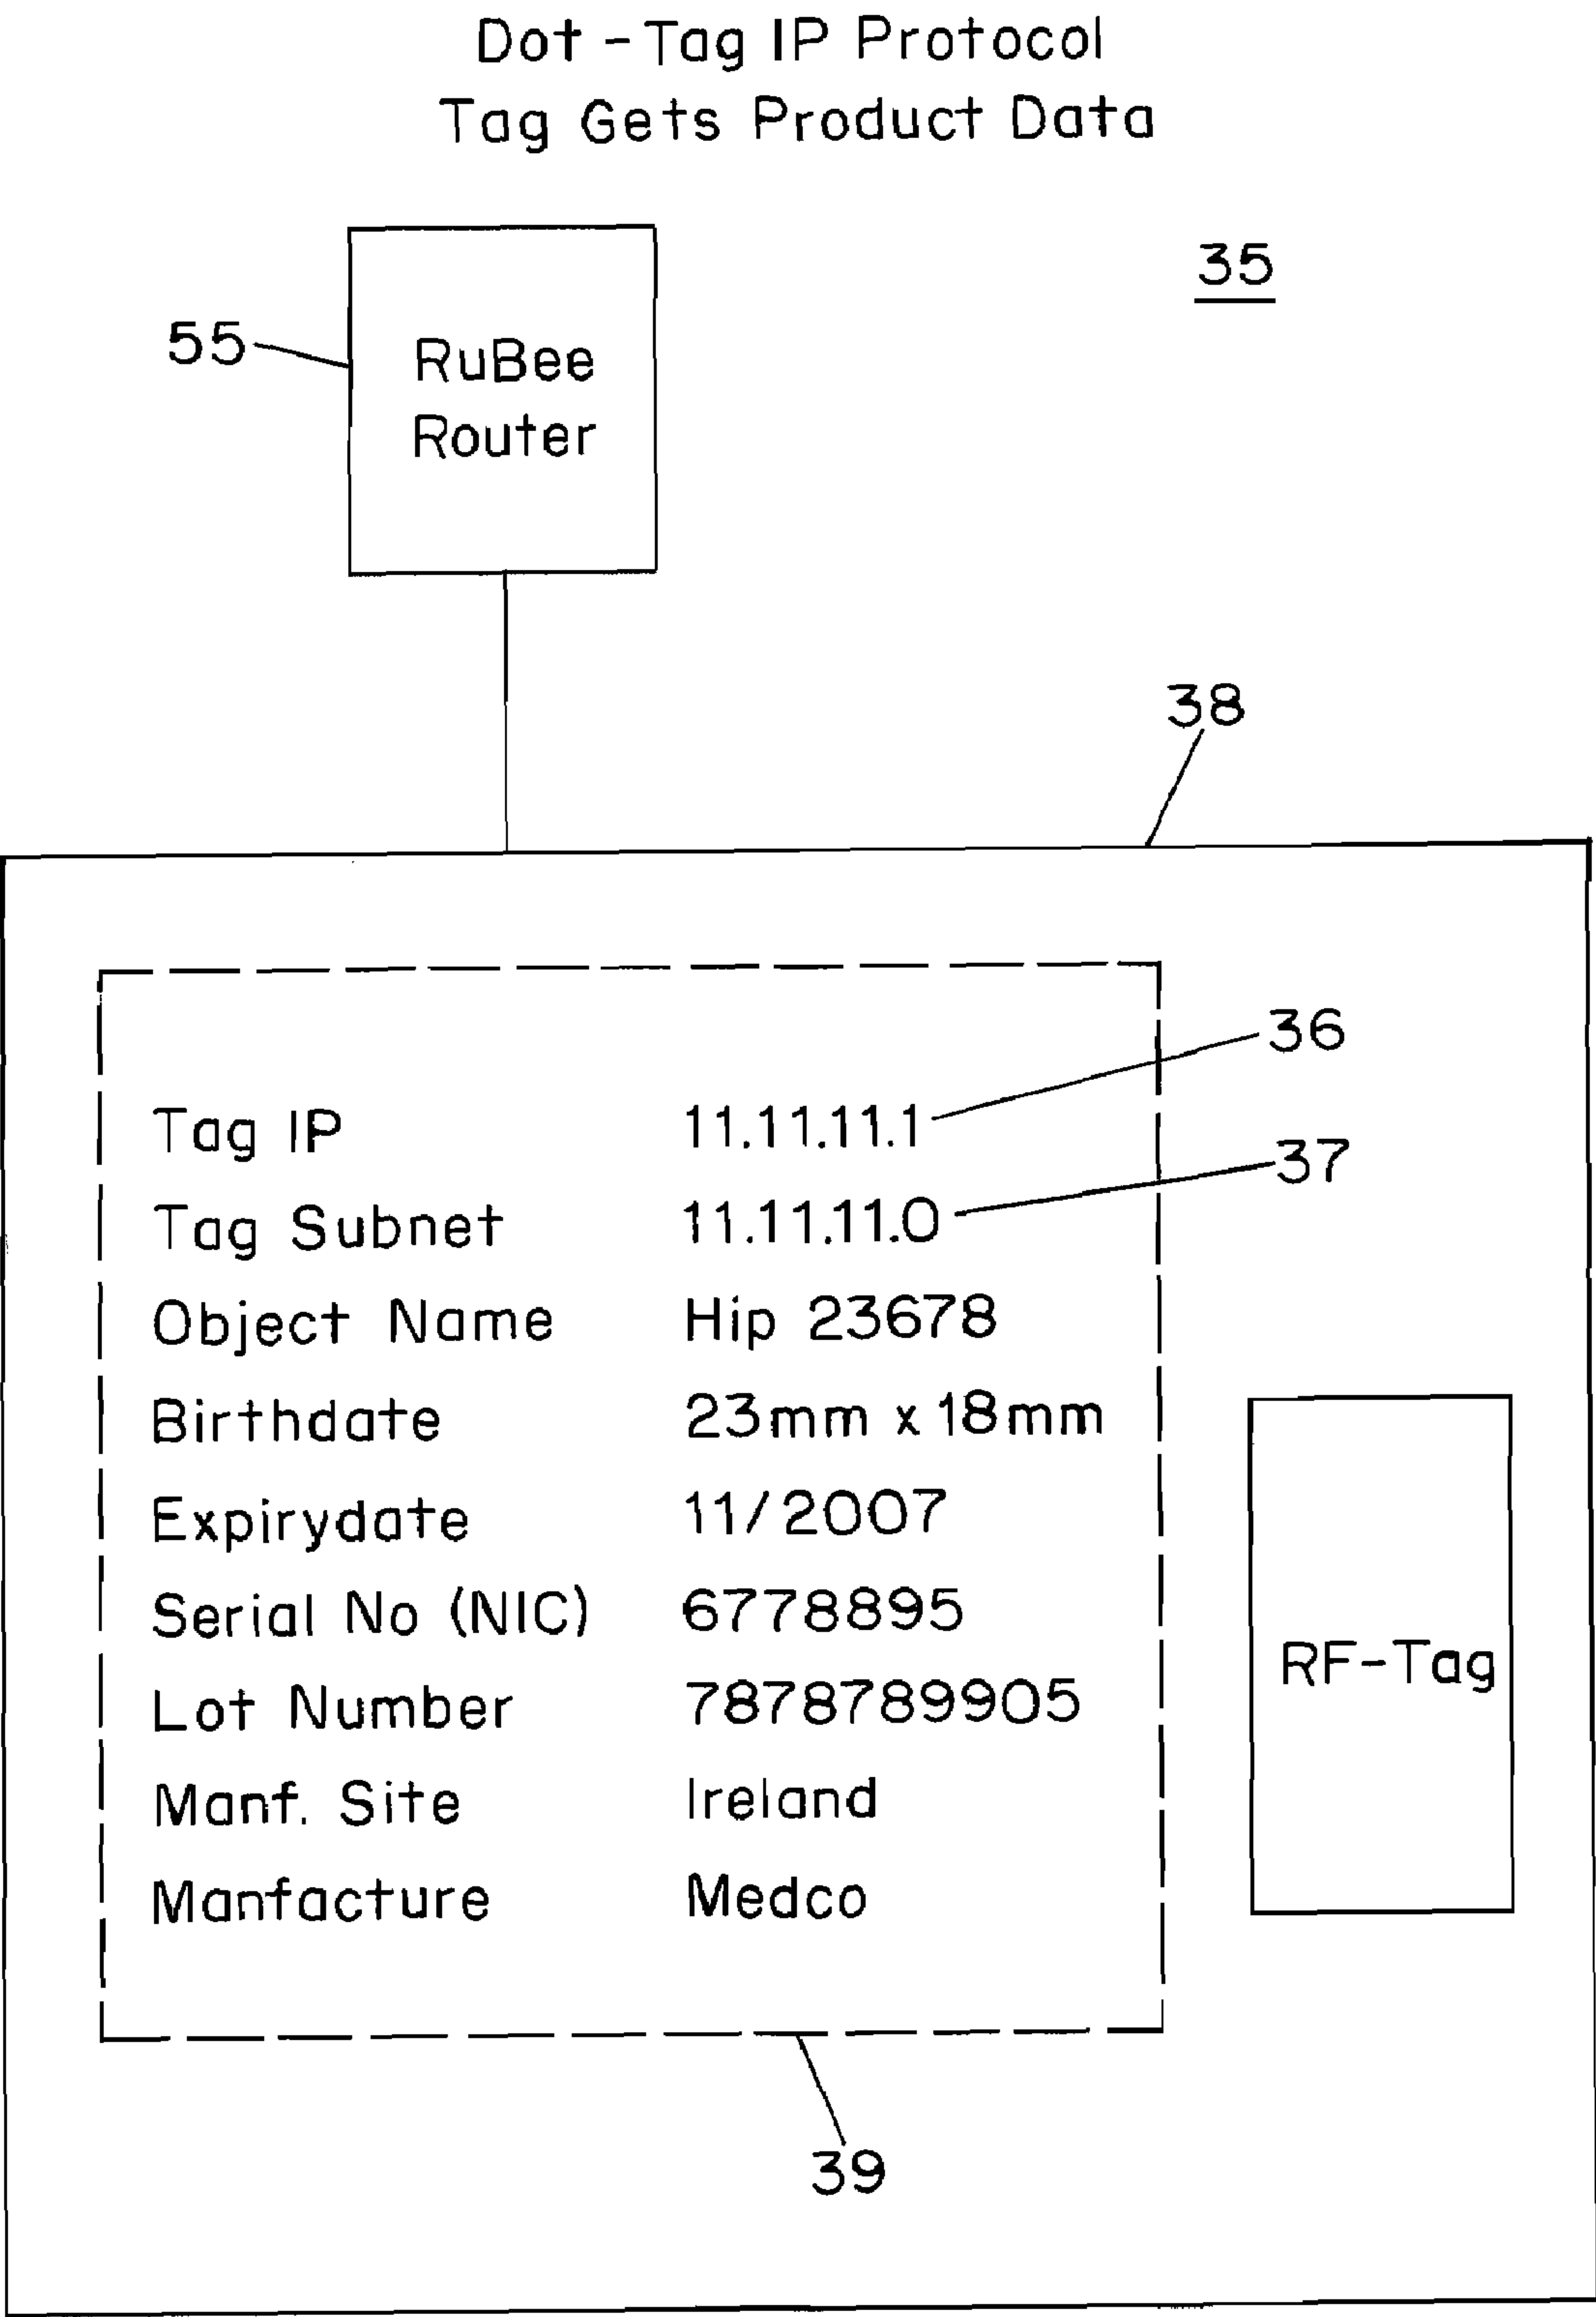 Dot-Tag IP Protocol
Tag Gets Product Data
35
55
RuBee
Router
38
36
Tag IP 11.11.11.1
37
Tag Subnet 11.11.11.0
Object Name Hip 23678
Birthdate 23mm x 18mm
Expirydate 11/2007
Serial No (NIC) 6778895
RF-Tag
Lot Number 7878789905
Manf. Site Ireland
Manfacture Medco
39